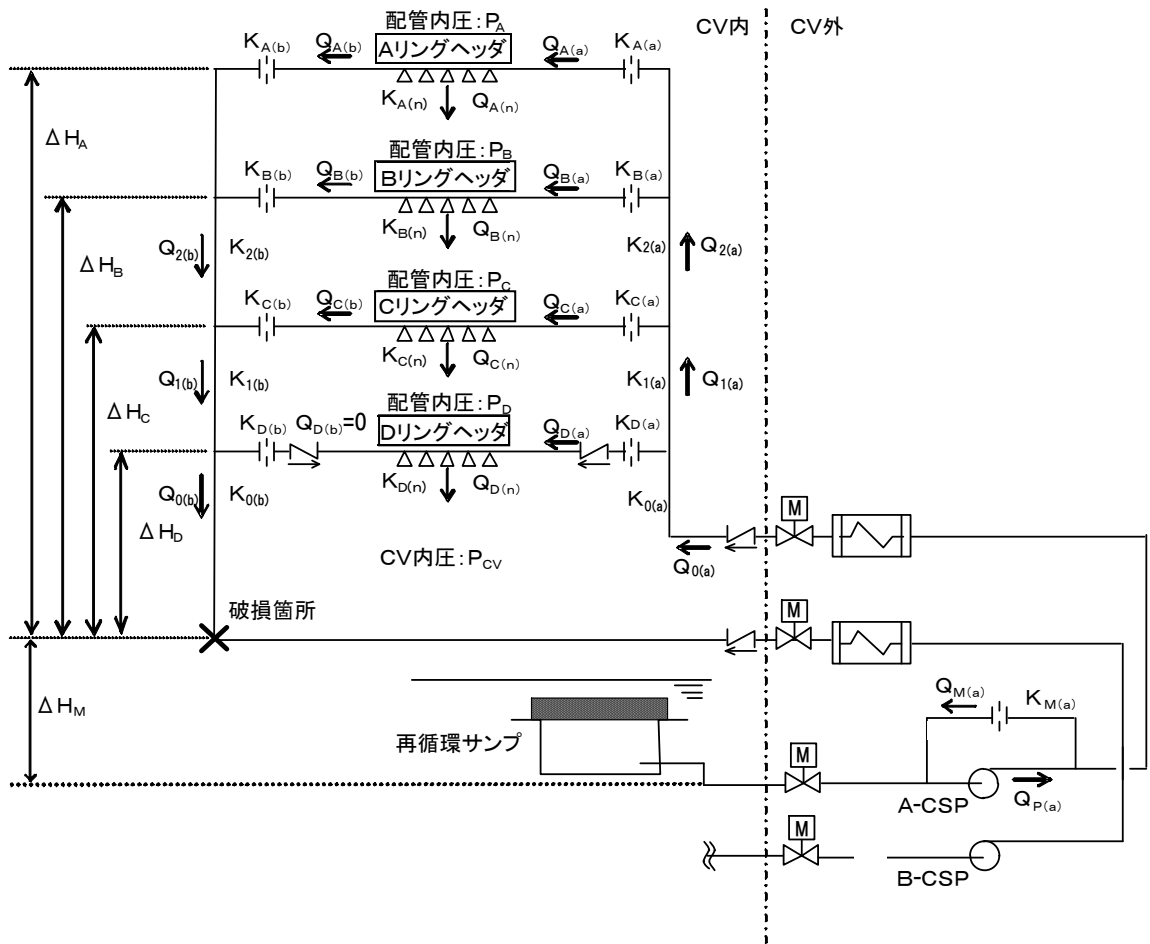 配管内圧：PA CV内 CV外
KA(b) QA(b) Aリングヘッダ QA(a) KA(a)
KA(n) QA(n)
ΔHA
配管内圧：PB
KB(b) QB(b) Bリングヘッダ QB(a) KB(a)
KB(n) QB(n)
Q2(b) K2(b) K2(a) Q2(a)
ΔHB
配管内圧：PC
KC(b) QC(b) Cリングヘッダ QC(a) KC(a)
KC(n) QC(n)
Q1(b) K1(b) K1(a) Q1(a)
ΔHC
配管内圧：PD
KD(b) QD(b)=0 Dリングヘッダ QD(a) KD(a)
KD(n) QD(n)
Q0(b) K0(b) K0(a)
ΔHD
M
CV内圧：PCV
Q0(a)
破損箇所
M
ΔHM
QM(a) KM(a)
再循環サンプ
M
A-CSP
QP(a)
M
B-CSP